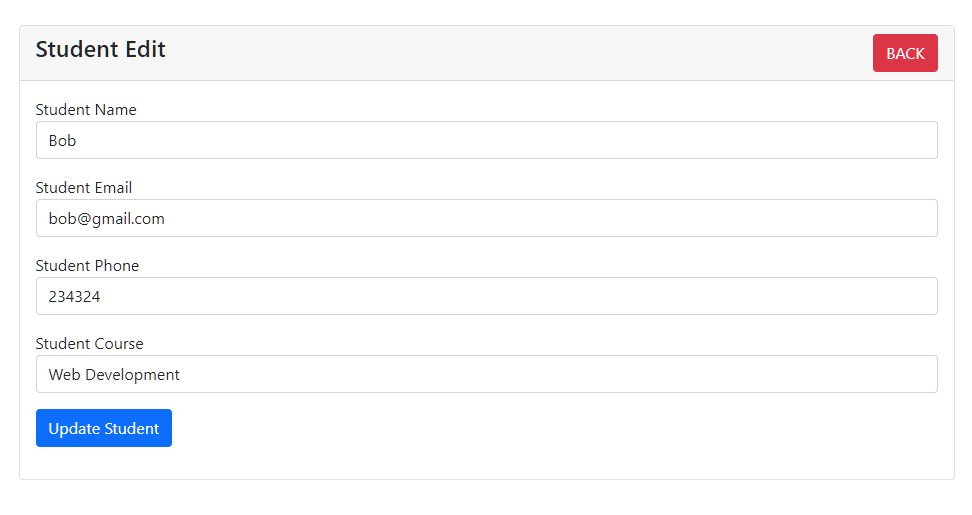 Student Edit
BACK
Student Name
Bob
Student Email
bob@gmail.com
Student Phone
234324
Student Course
Web Development
Update Student